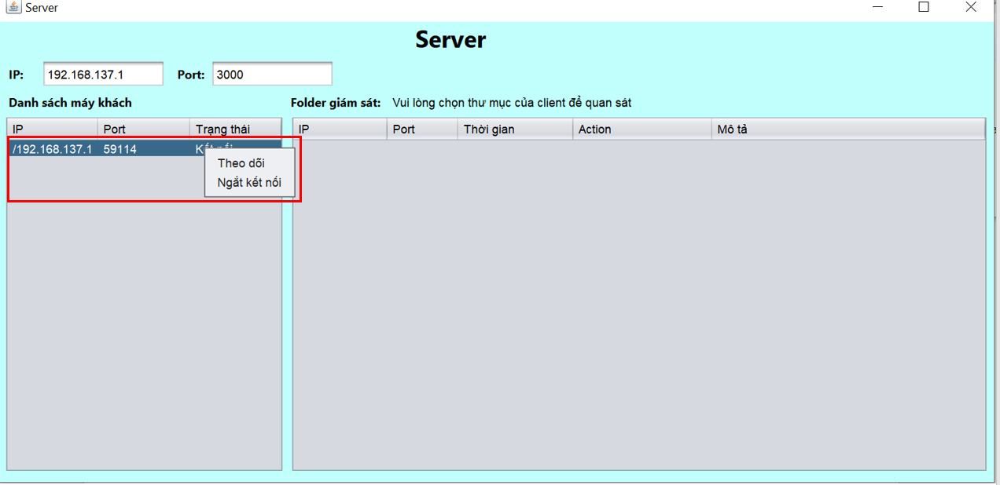 Server
Server
IP: 192.168.137.1 Port: 3000
Danh sách máy khách Folder giám sát: Vui lòng chọn thư mục của client để quan sát
IP Port Trạng thái IP Port Thời gian Action Mô tả
/192.168.137.1 59114
Theo dõi
Ngắt kết nối